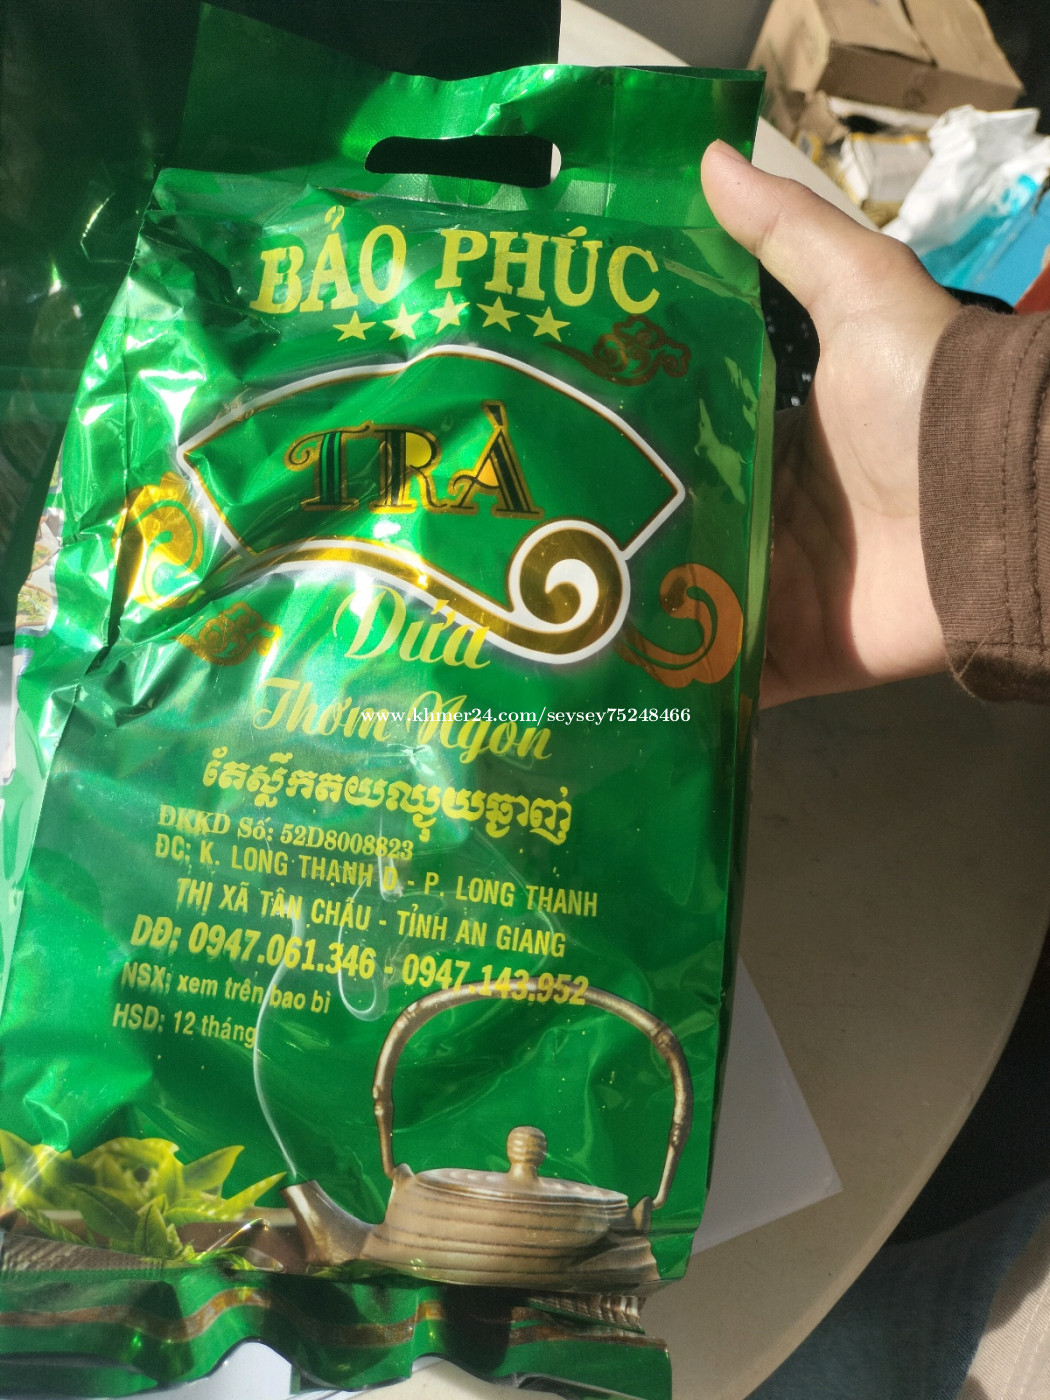 BẢO PHÚC
TRÀ
Dứa
Thơm Ngon
www.khmer24.com/seysey75248466
តែស្លឹកតយឈ្ងុយឆ្ងាញ់
ĐKKD Số: 52D8008823
ĐC: K. LONG THẠNH D - P. LONG THẠNH
THỊ XÃ TÂN CHÂU - TỈNH AN GIANG
DĐ: 0947.061.346 - 0947.143.952
NSX: xem trên bao bì
HSD: 12 tháng